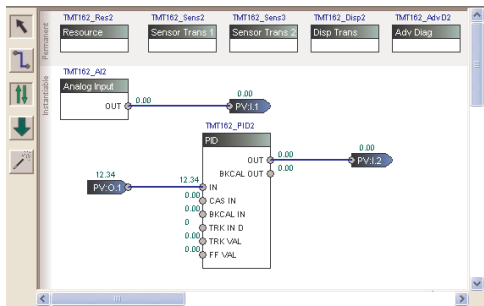 TMT162_Res2 TMT162_Sens2 TMT162_Sens3 TMT162_Disp2 TMT162_Adv D2
Permanent
Resource Sensor Trans 1 Sensor Trans 2 Disp Trans Adv Diag
Instantiable
TMT162_AI2
Analog Input
OUT 0.00
0.00
PV:I.1
TMT162_PID2
PID
OUT 0.00
0.00
PV:I.2
BKCAL OUT 0.00
12.34
PV:O.1
12.34 IN
0.00 CAS IN
0.00 BKCAL IN
0 TRK IN D
0.00 TRK VAL
0.00 FF VAL